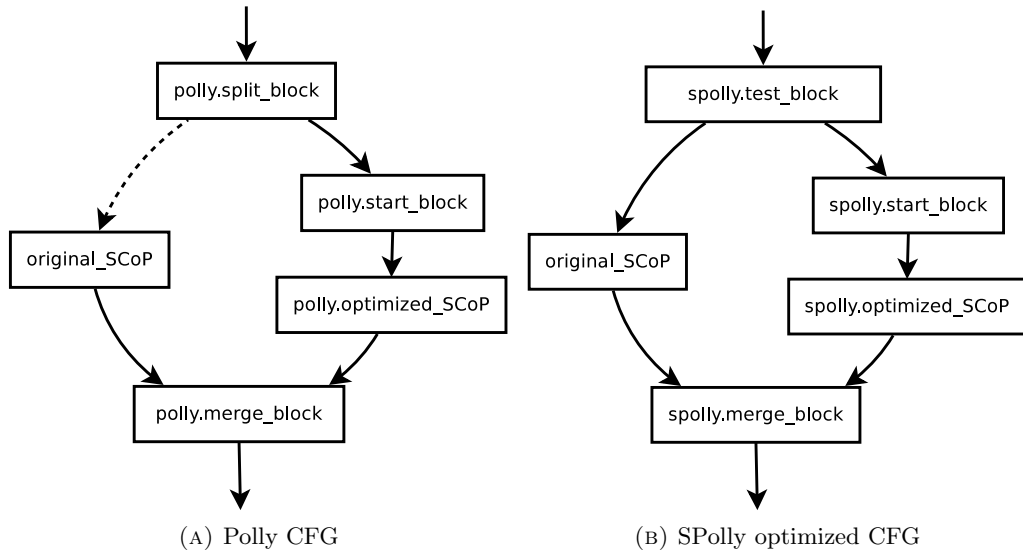 polly.split_block
polly.start_block
original_SCoP
polly.optimized_SCoP
polly.merge_block
(A) Polly CFG
spolly.test_block
spolly.start_block
original_SCoP
spolly.optimized_SCoP
spolly.merge_block
(B) SPolly optimized CFG